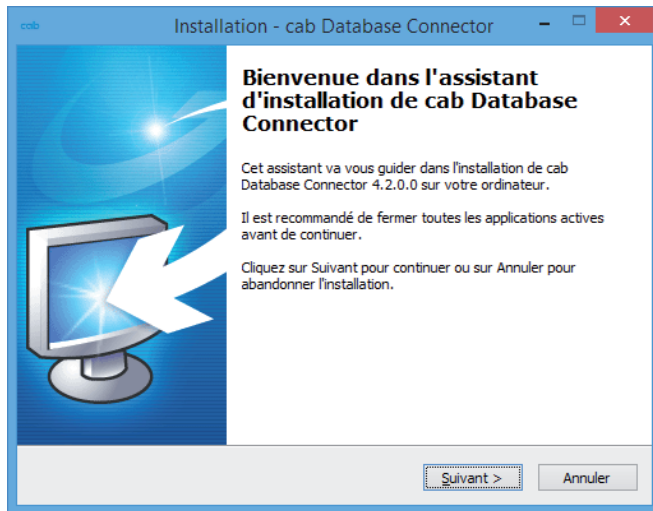 cab
Installation - cab Database Connector
Bienvenue dans l'assistant
d'installation de cab Database
Connector
Cet assistant va vous guider dans l'installation de cab
Database Connector 4.2.0.0 sur votre ordinateur.
Il est recommandé de fermer toutes les applications actives
avant de continuer.
Cliquez sur Suivant pour continuer ou sur Annuler pour
abandonner l'installation.
Suivant >
Annuler